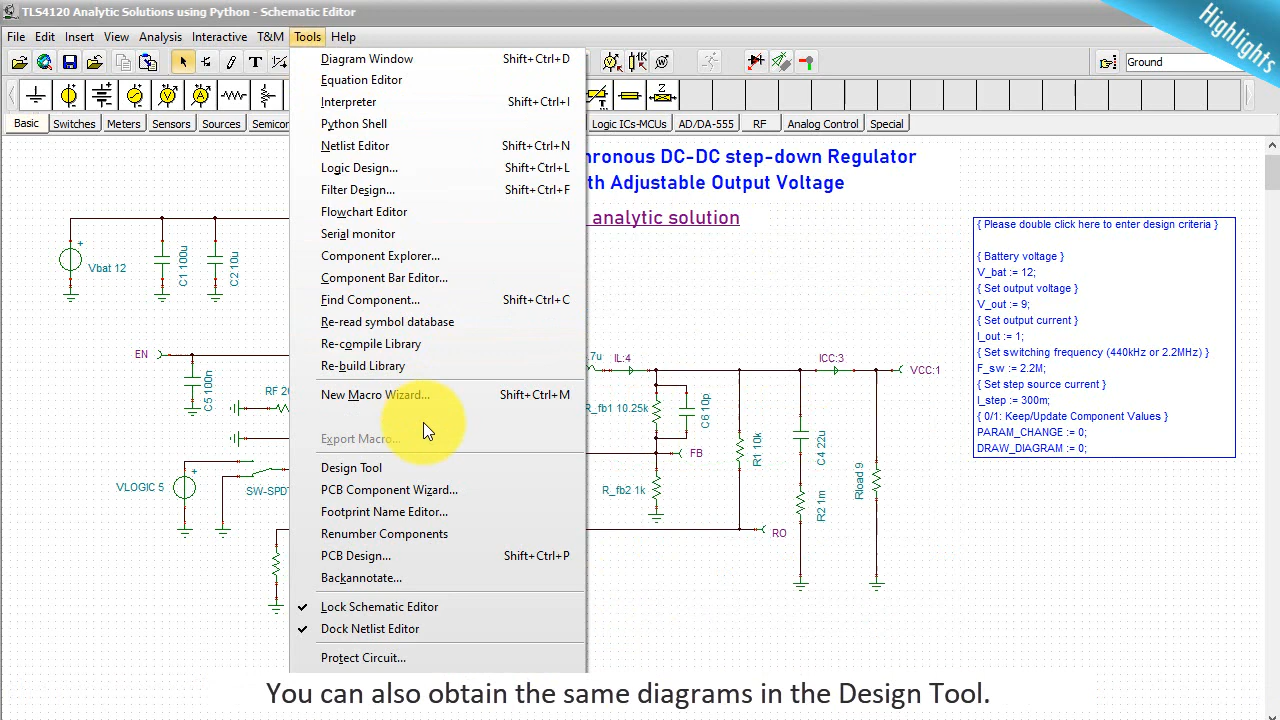 TLS4120 Analytic Solutions using Python - Schematic Editor
Highlights
File Edit Insert View Analysis Interactive T&M Tools Help
Ground
Basic Switches Meters Sensors Sources Semicon
Logic ICs-MCUs AD/DA-555 RF Analog Control Special
Diagram Window Shift+Ctrl+D
Equation Editor
Interpreter Shift+Ctrl+I
Python Shell
Netlist Editor Shift+Ctrl+N
Logic Design... Shift+Ctrl+L
Filter Design... Shift+Ctrl+F
Flowchart Editor
Serial monitor
Component Explorer...
Component Bar Editor...
Find Component... Shift+Ctrl+C
Re-read symbol database
Re-compile Library
Re-build Library
New Macro Wizard... Shift+Ctrl+M
Export Macro...
Design Tool
PCB Component Wizard...
Footprint Name Editor...
Renumber Components
PCB Design... Shift+Ctrl+P
Backannotate...
Lock Schematic Editor
Dock Netlist Editor
Protect Circuit...
hronous DC-DC step-down Regulator
th Adjustable Output Voltage
analytic solution
Vbat 12
C1 100u
C2 10u
EN
C5 100n
RF 20
VLOGIC 5
SW-SPDT
.7u
IL:4
ICC:3
VCC:1
R_fb1 10.25k
C6 10p
FB
R_fb2 1k
R1 10k
C4 22u
R2 1m
Rload 9
RO
{ Please double click here to enter design criteria }
{ Battery voltage }
V_bat := 12;
{ Set output voltage }
V_out := 9;
{ Set output current }
I_out := 1;
{ Set switching frequency (440kHz or 2.2MHz) }
F_sw := 2.2M;
{ Set step source current }
I_step := 300m;
{ 0/1: Keep/Update Component Values }
PARAM_CHANGE := 0;
DRAW_DIAGRAM := 0;
You can also obtain the same diagrams in the Design Tool.